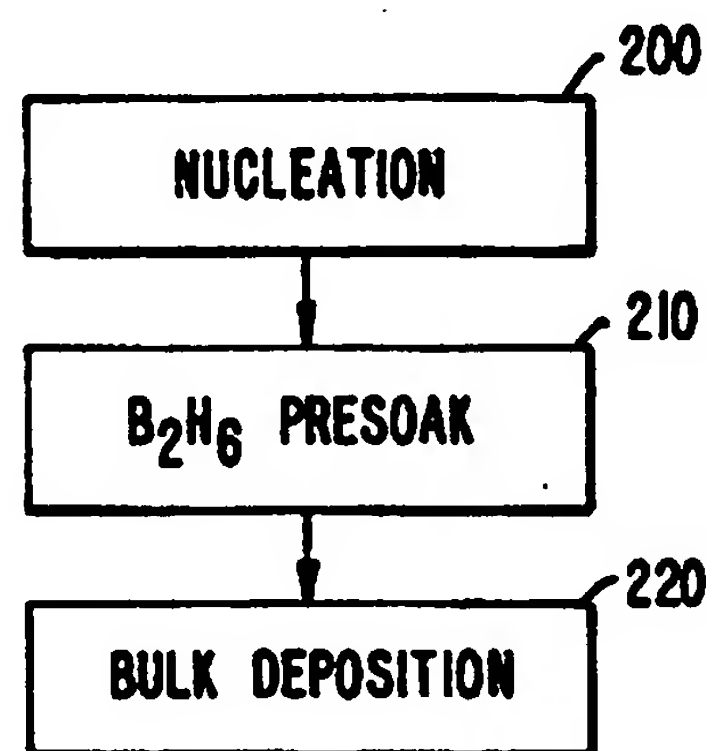 200
NUCLEATION
210
B₂H₆ PRESOAK
220
BULK DEPOSITION